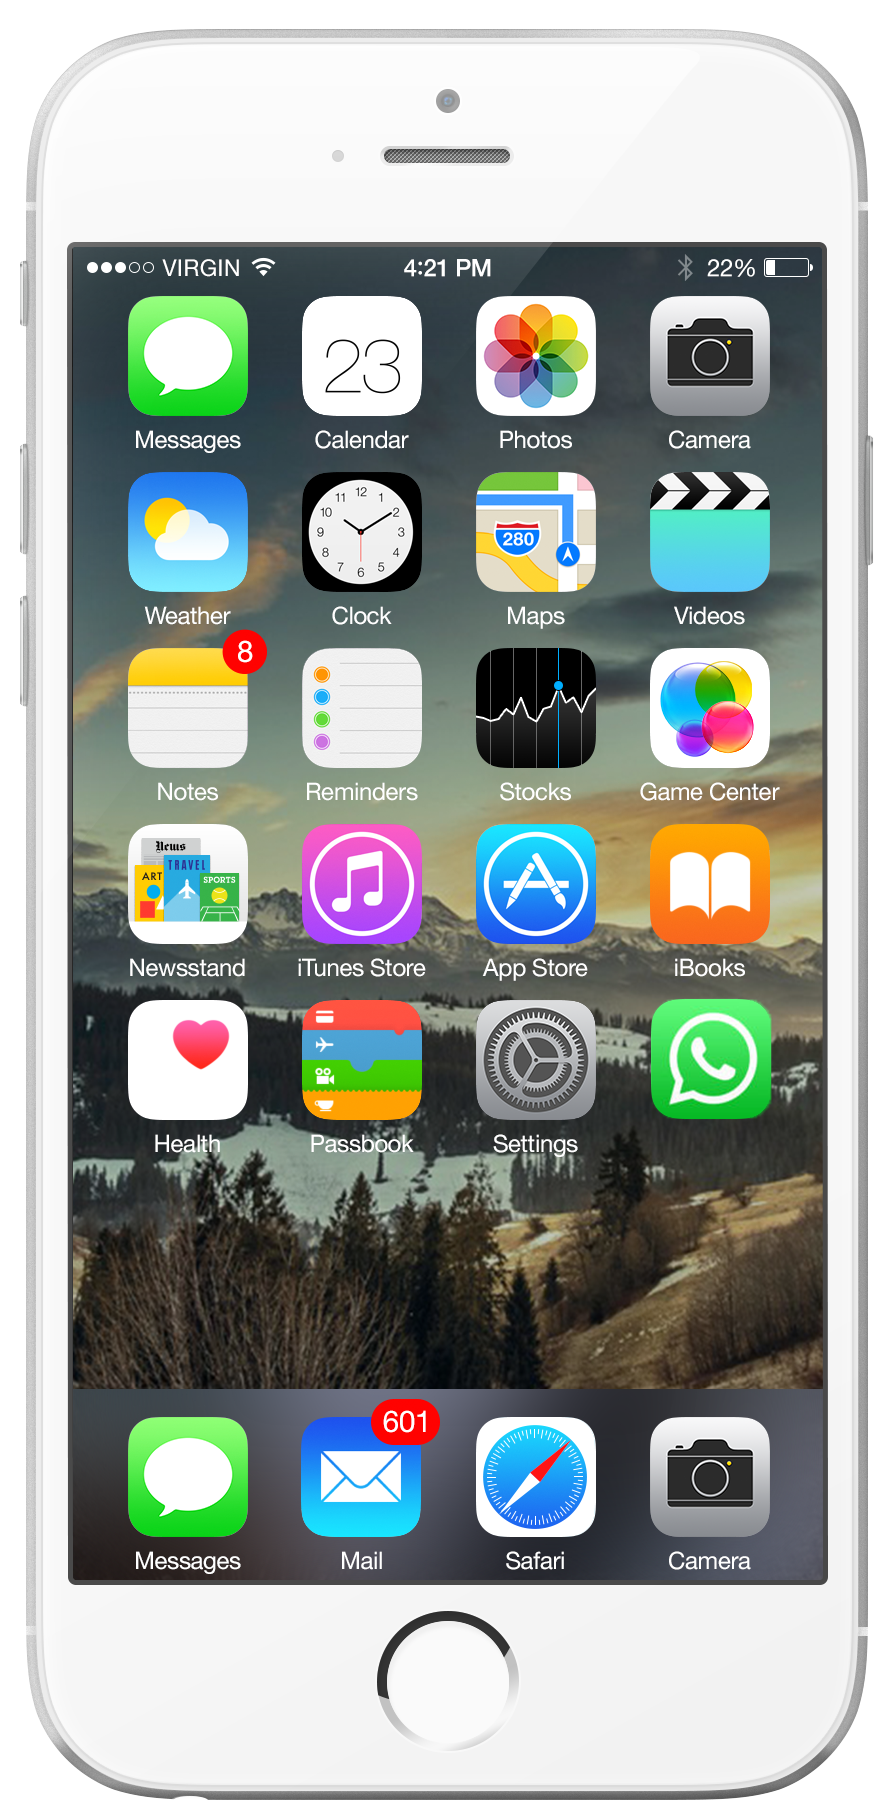 VIRGIN 4:21 PM 22%
23
Messages Calendar Photos Camera
12
11 1
10 2
9 3
8 4
7 5
6
280
Weather Clock Maps Videos
8
Notes Reminders Stocks Game Center
News
TRAVEL
ART
SPORTS
Newsstand iTunes Store App Store iBooks
Health Passbook Settings
601
Messages Mail Safari Camera